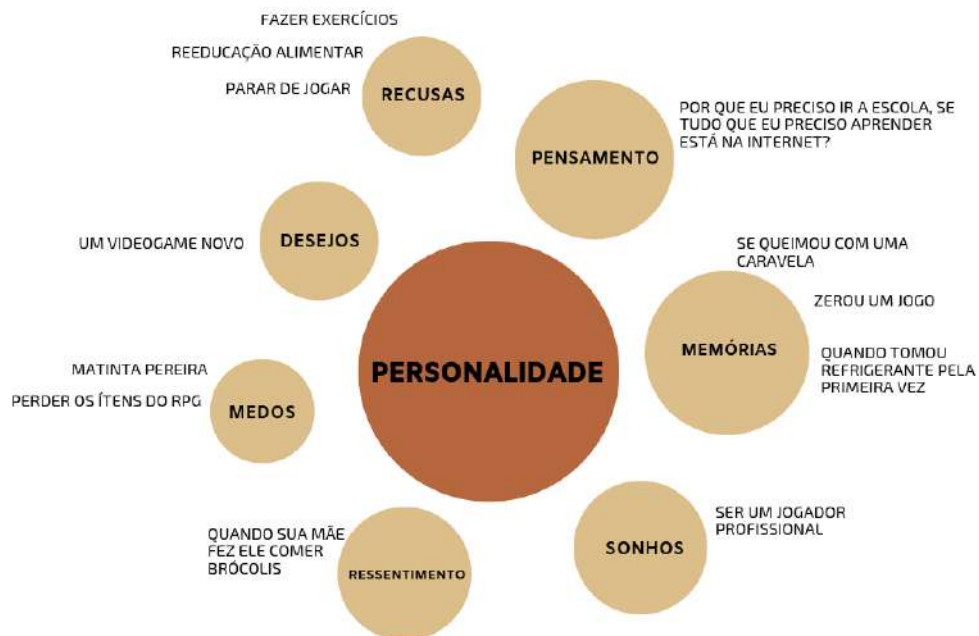 FAZER EXERCÍCIOS
REEDUCAÇÃO ALIMENTAR
PARAR DE JOGAR
RECUSAS
PENSAMENTO
POR QUE EU PRECISO IR A ESCOLA, SE
TUDO QUE EU PRECISO APRENDER
ESTÁ NA INTERNET?
UM VIDEOGAME NOVO
DESEJOS
SE QUEIMOU COM UMA
CARAVELA
ZEROU UM JOGO
MEMÓRIAS
QUANDO TOMOU
REFRIGERANTE PELA
PRIMEIRA VEZ
PERSONALIDADE
MATINTA PEREIRA
PERDER OS ÍTENS DO RPG
MEDOS
SER UM JOGADOR
PROFISSIONAL
SONHOS
QUANDO SUA MÃE
FEZ ELE COMER
BRÓCOLIS
RESSENTIMENTO